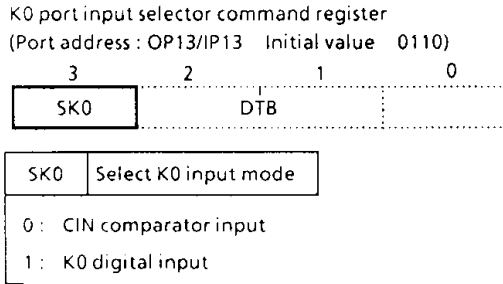 K0 port input selector command register
(Port address : OP13/IP13 Initial value 0110)
3 2 1 0
SK0 DTB
SK0 Select K0 input mode
0 : CIN comparator input
1 : K0 digital input